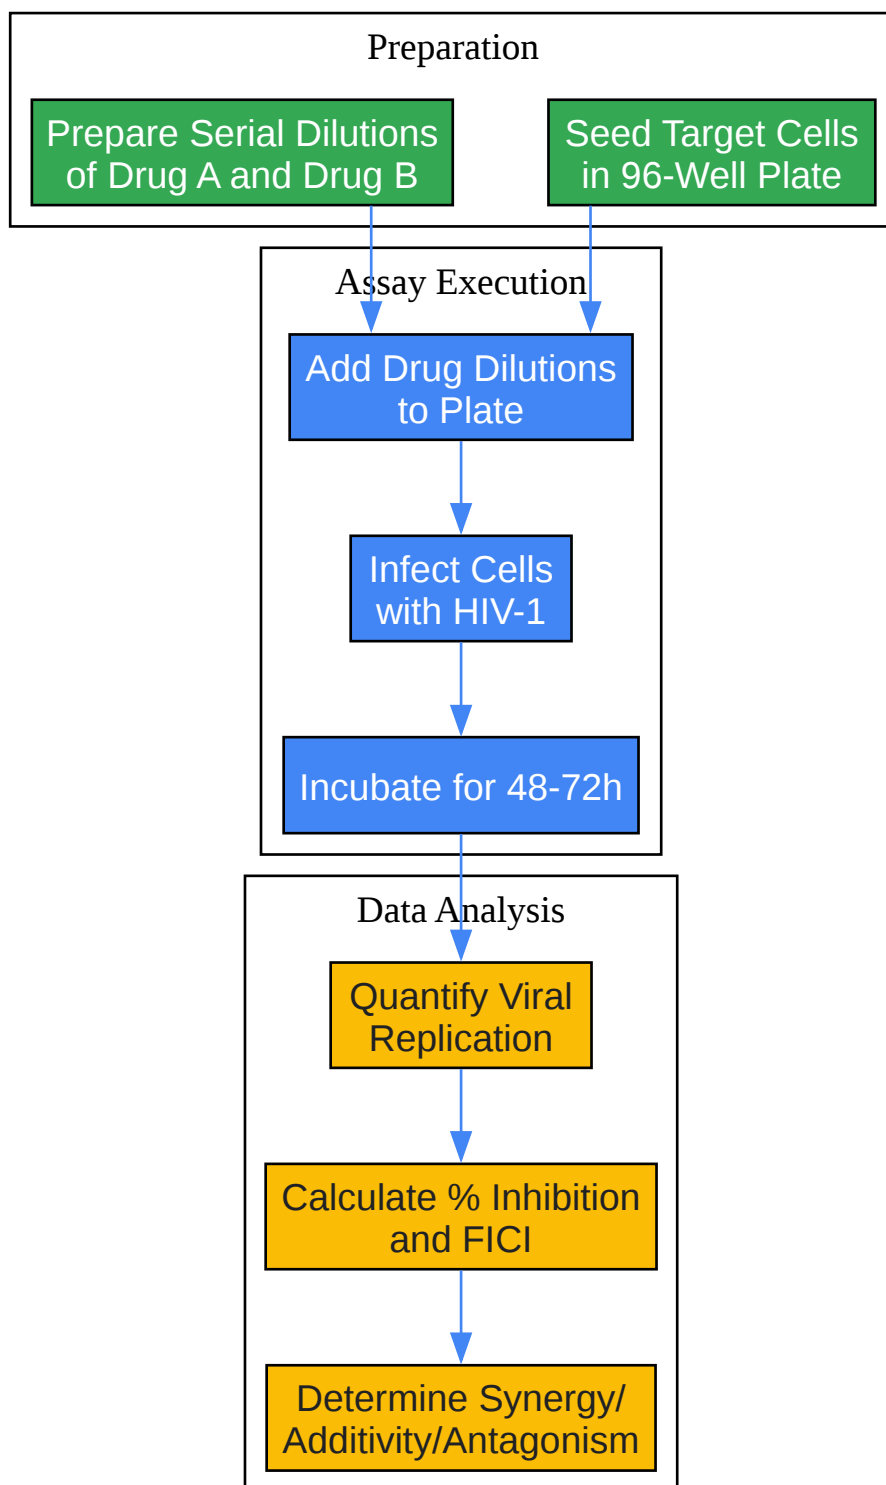 Preparation
Prepare Serial Dilutions
of Drug A and Drug B
Seed Target Cells
in 96-Well Plate
Assay Execution
Add Drug Dilutions
to Plate
Infect Cells
with HIV-1
Incubate for 48-72h
Data Analysis
Quantify Viral
Replication
Calculate % Inhibition
and FICI
Determine Synergy/
Additivity/Antagonism